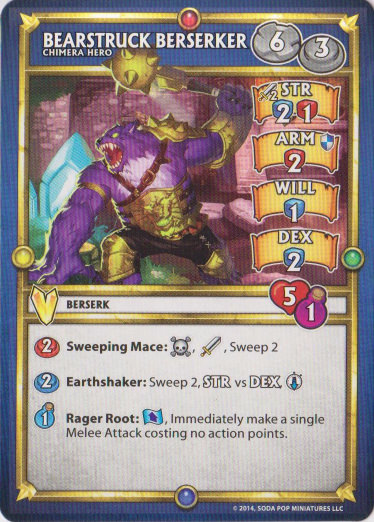 BEARSTRUCK BERSERKER 6 3
CHIMERA HERO
2 STR
2 1
ARM
2
WILL
1
DEX
2
5
1
BERSERK
2 Sweeping Mace: , , Sweep 2
2 Earthshaker: Sweep 2, STR vs DEX
1 Rager Root: , Immediately make a single
Melee Attack costing no action points.
© 2014, SODA POP MINIATURES LLC